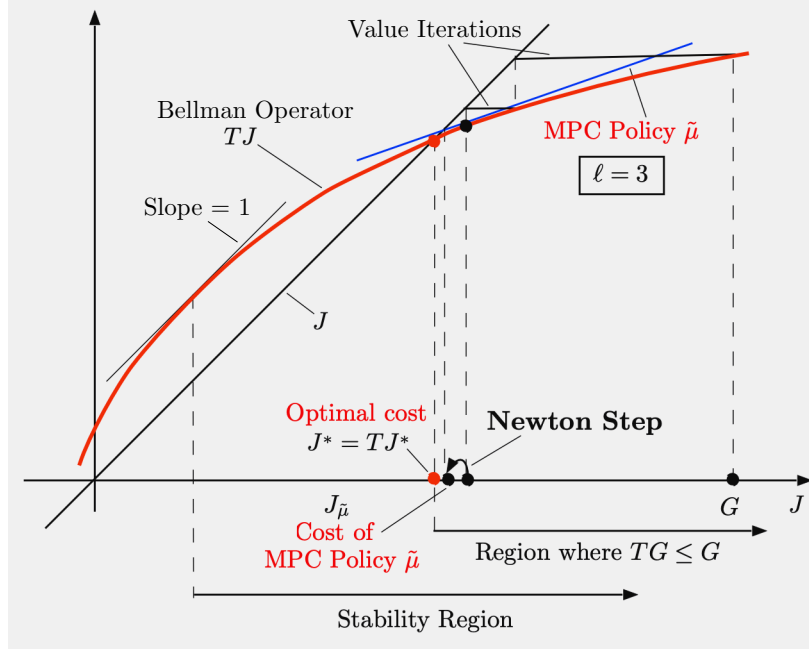 Value Iterations
Bellman Operator
TJ
MPC Policy μ̃
ℓ = 3
Slope = 1
J
Optimal cost
J* = TJ*
Newton Step
J_μ̃
G
J
Cost of
MPC Policy μ̃
Region where TG ≤ G
Stability Region